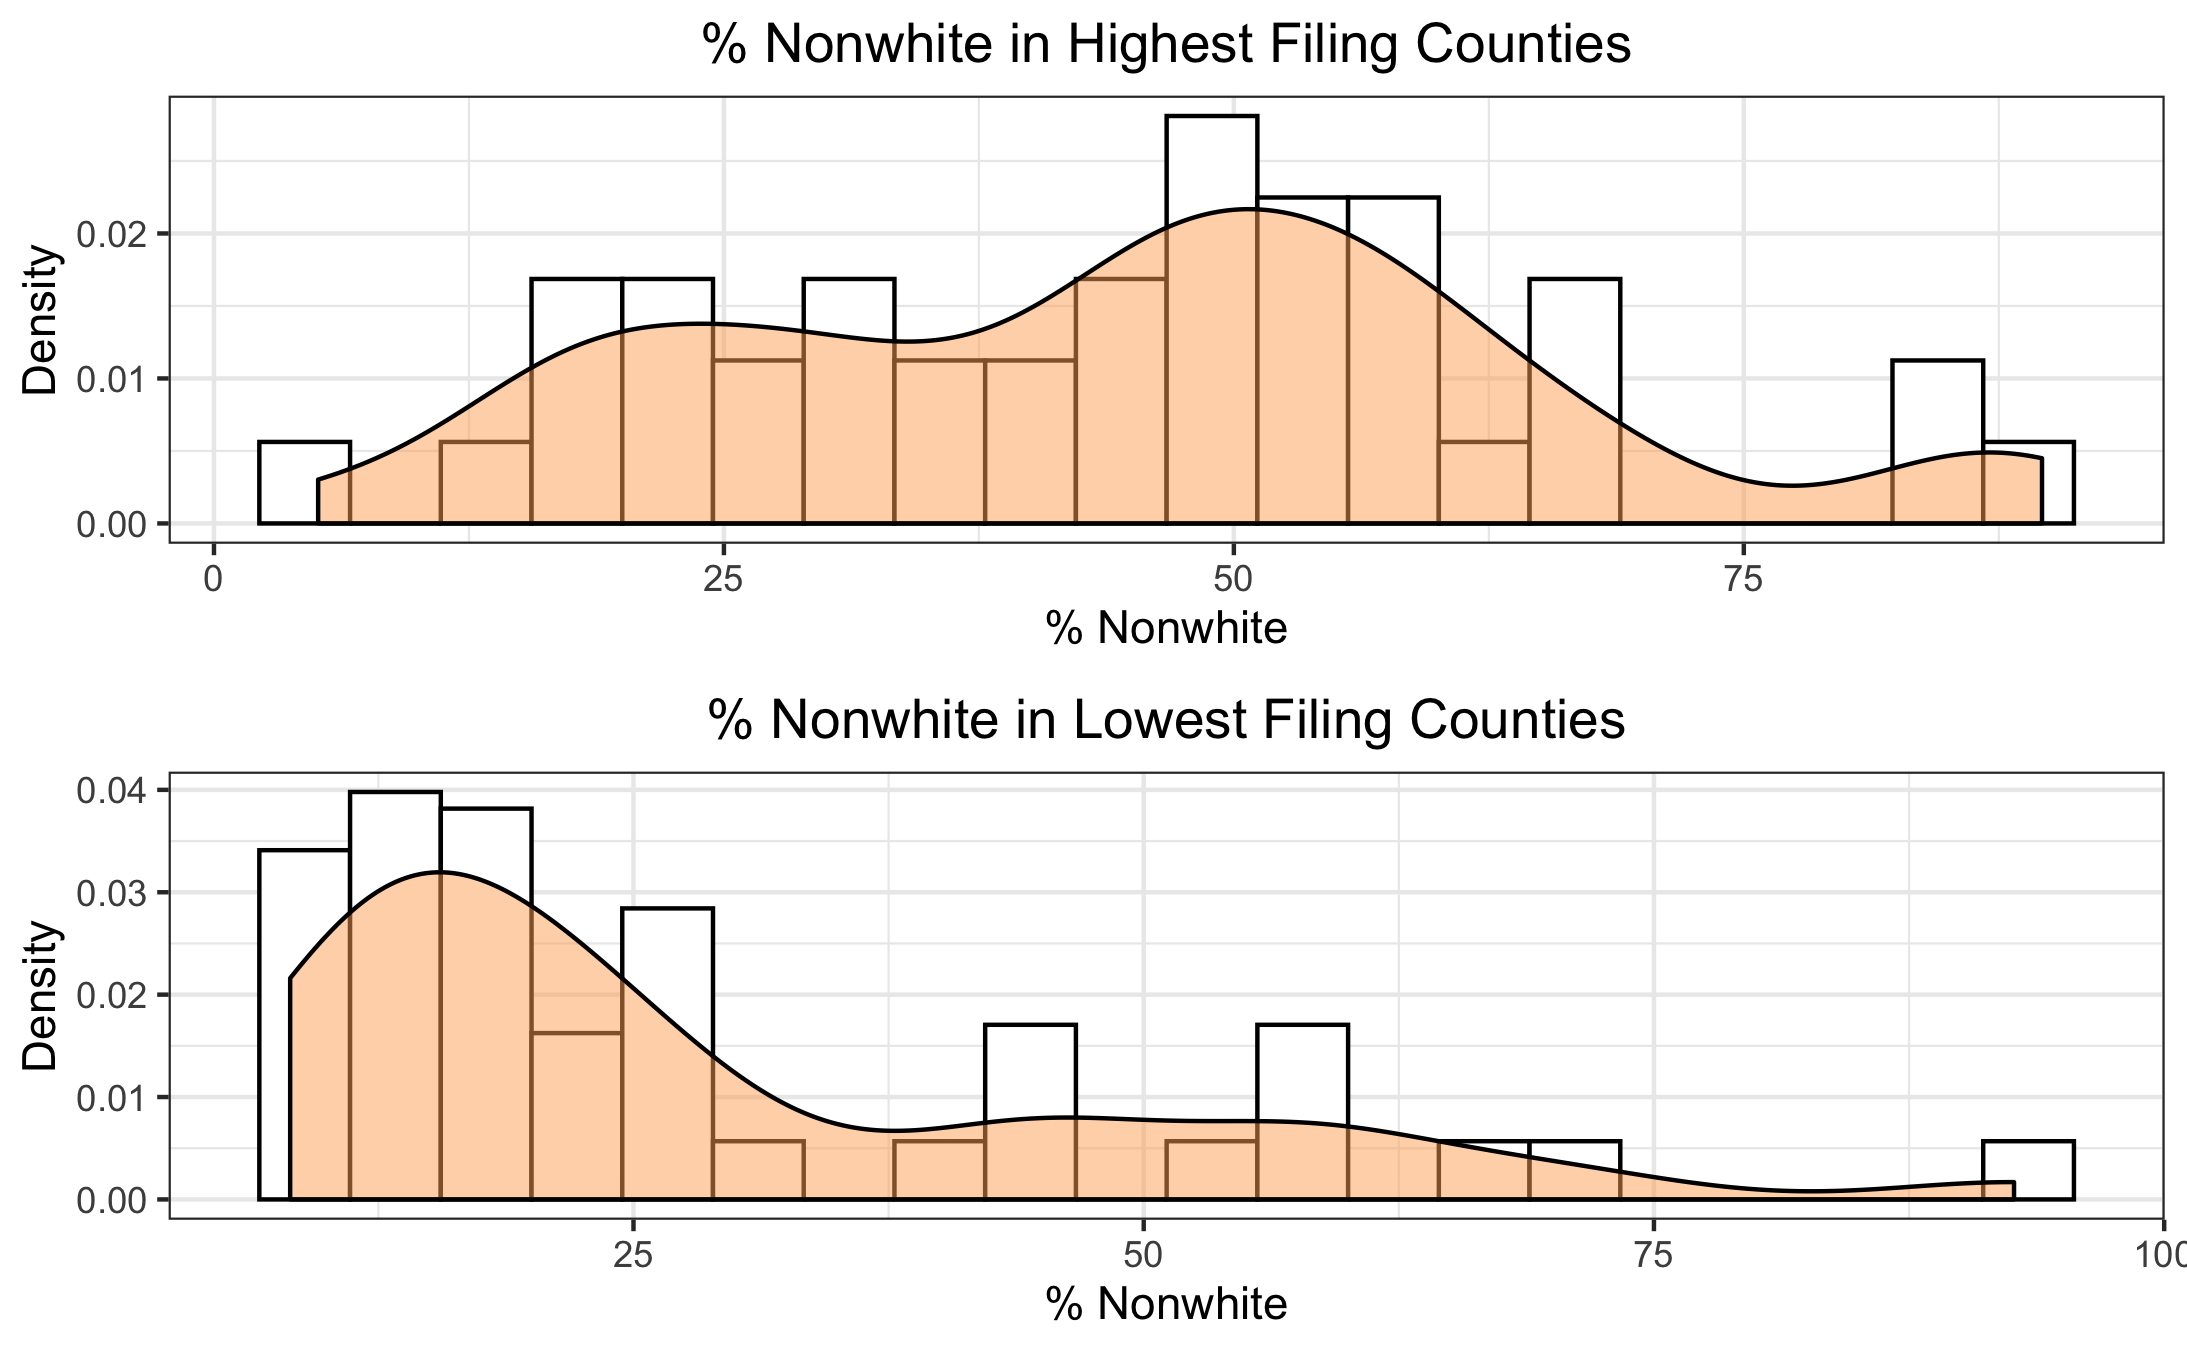 % Nonwhite in Highest Filing Counties
Density
0.02
0.01
0.00
0 25 50 75
% Nonwhite
% Nonwhite in Lowest Filing Counties
Density
0.04
0.03
0.02
0.01
0.00
25 50 75 100
% Nonwhite